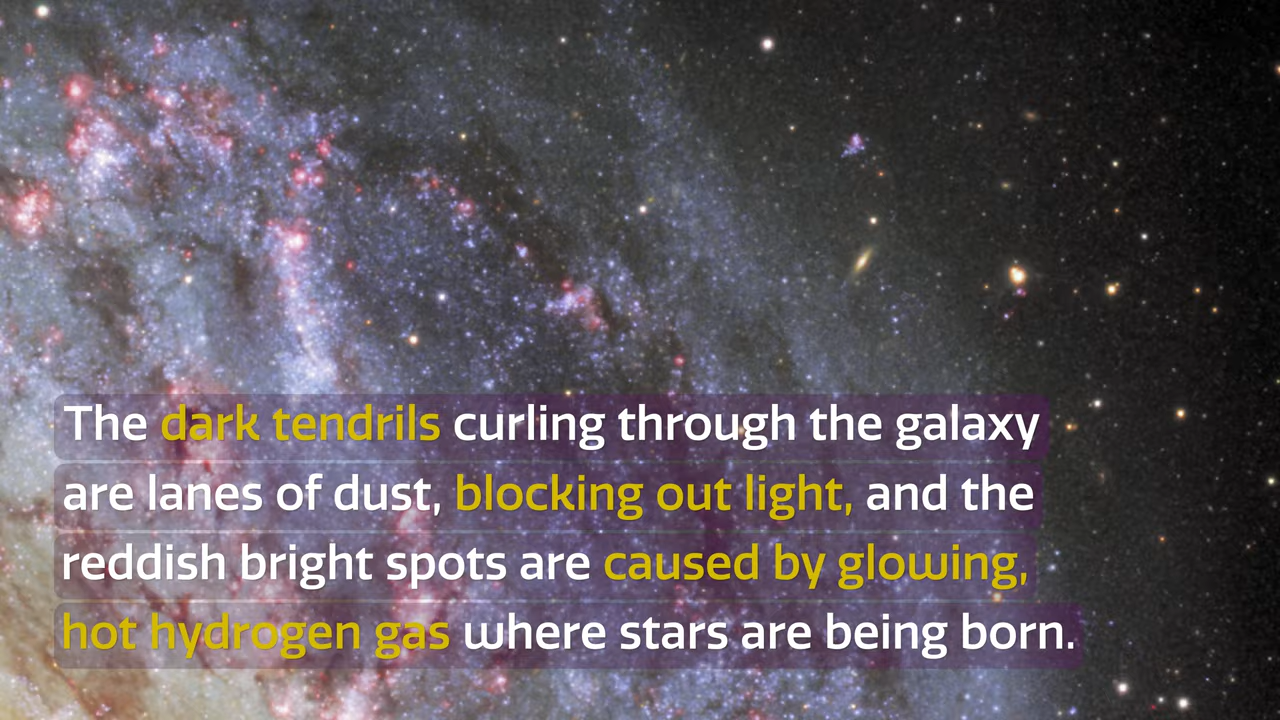 The dark tendrils curling through the galaxy
are lanes of dust, blocking out light, and the
reddish bright spots are caused by glowing,
hot hydrogen gas where stars are being born.